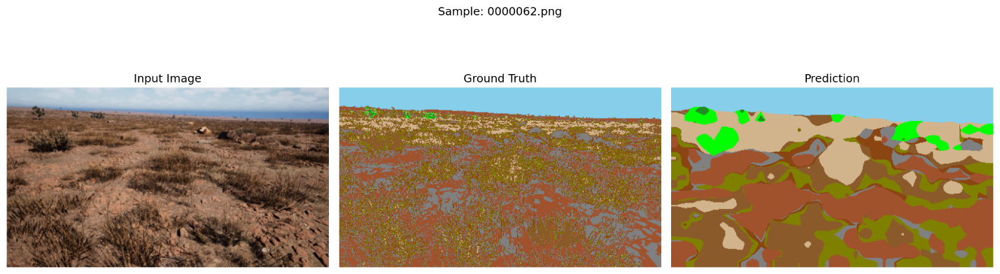 Sample: 0000062.png
Input Image
Ground Truth
Prediction